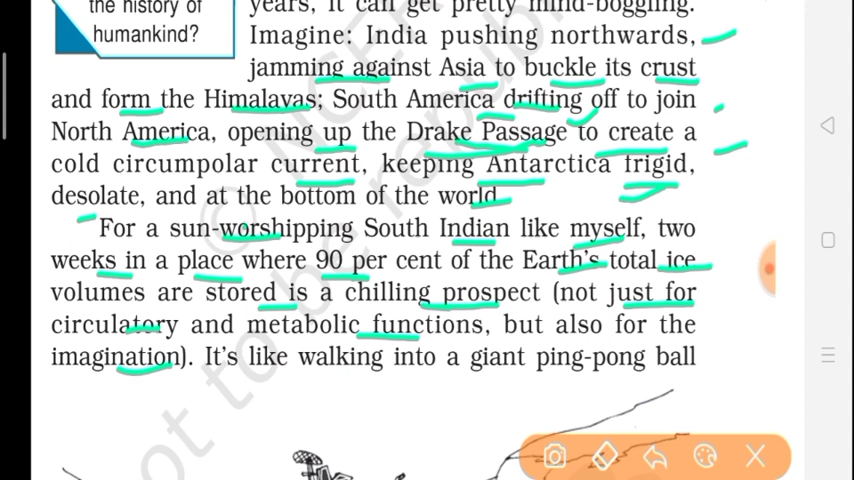 the history of
humankind?
years, it can get pretty mind-boggling.
Imagine: India pushing northwards,
jamming against Asia to buckle its crust
and form the Himalayas; South America drifting off to join
North America, opening up the Drake Passage to create a
cold circumpolar current, keeping Antarctica frigid,
desolate, and at the bottom of the world.
For a sun-worshipping South Indian like myself, two
weeks in a place where 90 per cent of the Earth's total ice
volumes are stored is a chilling prospect (not just for
circulatory and metabolic functions, but also for the
imagination). It's like walking into a giant ping-pong ball
© NCERT
not to be republ